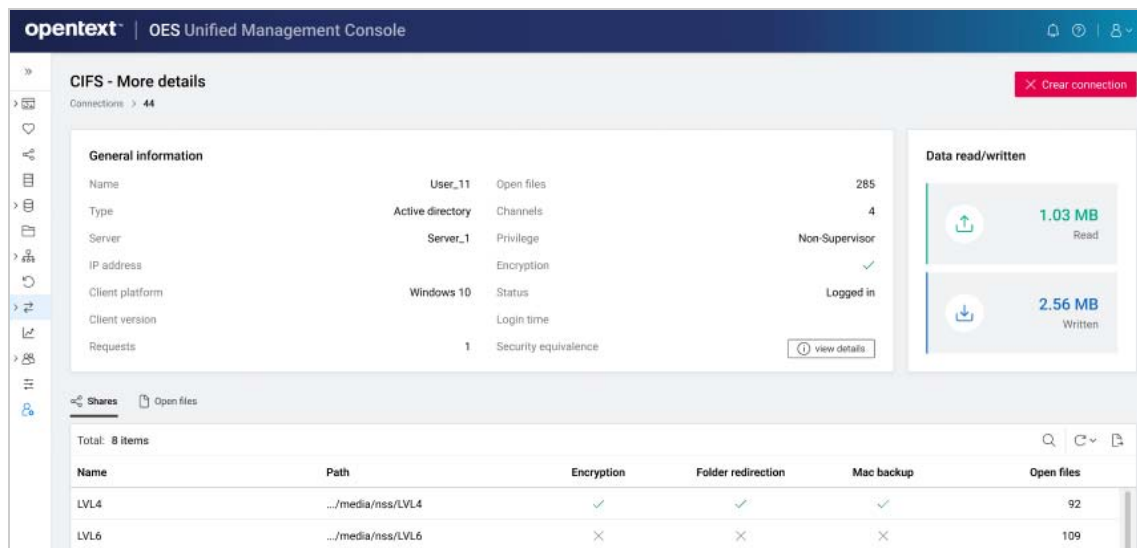 opentext™ | OES Unified Management Console
CIFS - More details
Connections > 44
Crear connection
General information
Name User_11 Open files 285
Type Active directory Channels 4
Server Server_1 Privilege Non-Supervisor
IP address Encryption
Client platform Windows 10 Status Logged in
Client version Login time
Requests 1 Security equivalence view details
Data read/written
1.03 MB
Read
2.56 MB
Written
Shares Open files
Total: 8 items
Name Path Encryption Folder redirection Mac backup Open files
LVL4 .../media/nss/LVL4 92
LVL6 .../media/nss/LVL6 109